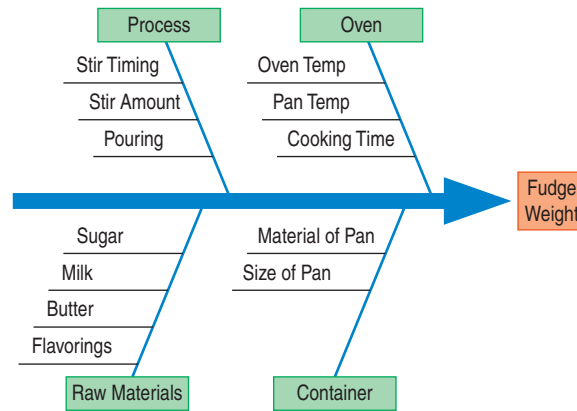 Process
Oven
Stir Timing
Oven Temp
Stir Amount
Pan Temp
Pouring
Cooking Time
Fudge
Weight
Sugar
Material of Pan
Milk
Size of Pan
Butter
Flavorings
Raw Materials
Container